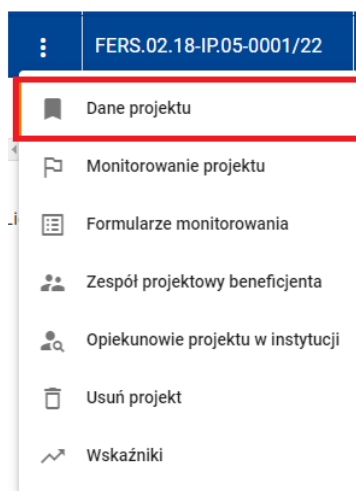 FERS.02.18-IP.05-0001/22
Dane projektu
Monitorowanie projektu
Formularze monitorowania
Zespół projektowy beneficjenta
Opiekunowie projektu w instytucji
Usuń projekt
Wskaźniki